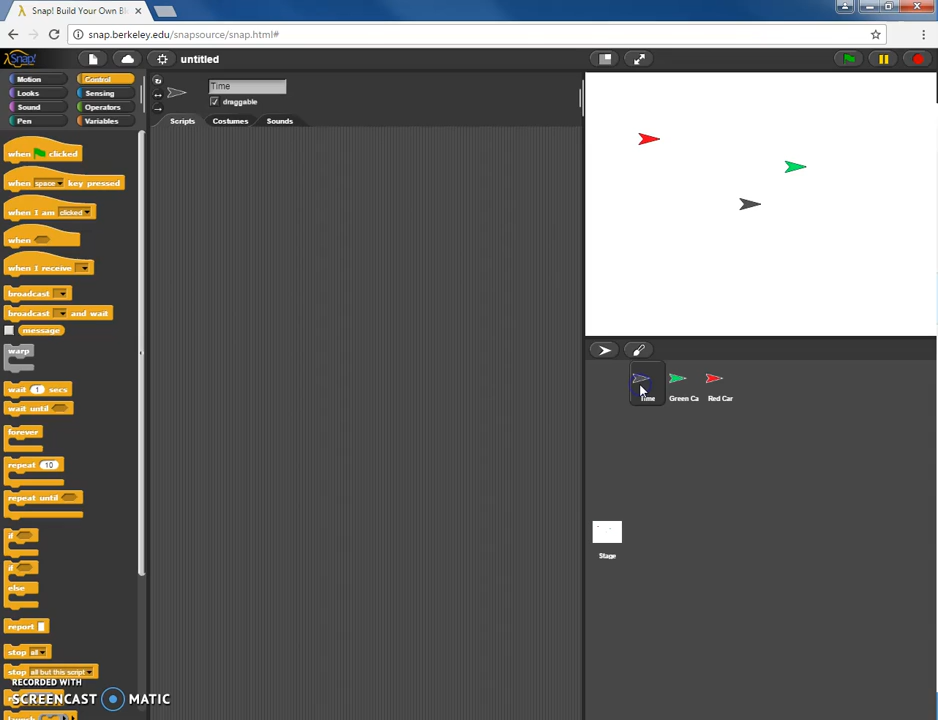 Snap! Build Your Own Blo
snap.berkeley.edu/snapsource/snap.html#
Snap!
untitled
Motion Control
Looks Sensing
Sound Operators
Pen Variables
Time
draggable
Scripts Costumes Sounds
when clicked
when space key pressed
when I am clicked
when
when I receive
broadcast
broadcast and wait
message
warp
wait 1 secs
wait until
forever
repeat 10
repeat until
if
if
else
report
stop all
stop all but this script
Time Green Ca Red Car
Stage
RECORDED WITH
SCREENCAST MATIC